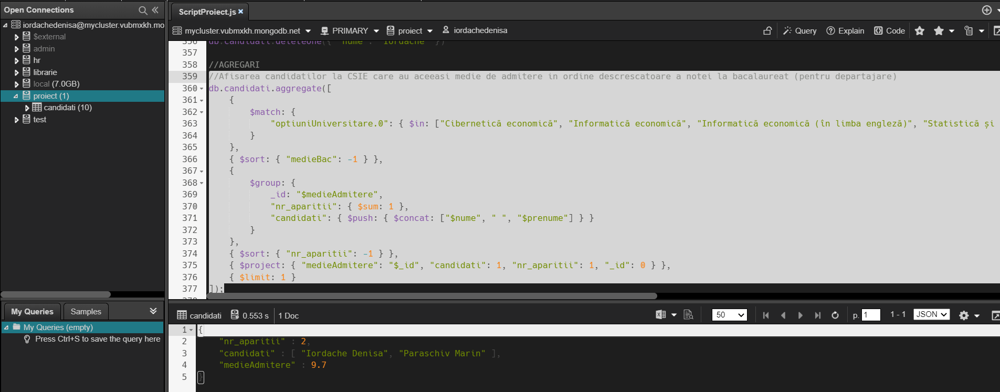 Open Connections
iordachedenisa@mycluster.vubmxkh.mo
$external
admin
hr
librarie
local (7.0GB)
proiect (1)
candidati (10)
test
My Queries
Samples
My Queries (empty)
Press Ctrl+S to save the query here
ScriptProiect.js
mycluster.vubmxkh.mongodb.net
PRIMARY
proiect
iordachedenisa
Query
Explain
Code
356 db.candidati.deleteOne({ "nume": "Iordache" })
357
358 //AGREGARI
359 //Afisarea candidatilor la CSIE care au aceeasi medie de admitere in ordine descrescatoare a notei la bacalaureat (pentru departajare)
360 db.candidati.aggregate([
361 {
362 $match: {
363 "optiuniUniversitare.0": { $in: ["Cibernetică economică", "Informatică economică", "Informatică economică (în limba engleză)", "Statistică și
364 }
365 },
366 { $sort: { "medieBac": -1 } },
367 {
368 $group: {
369 _id: "$medieAdmitere",
370 "nr_aparitii": { $sum: 1 },
371 "candidati": { $push: { $concat: ["$nume", " ", "$prenume"] } }
372 }
373 },
374 { $sort: { "nr_aparitii": -1 } },
375 { $project: { "medieAdmitere": "$_id", "candidati": 1, "nr_aparitii": 1, "_id": 0 } },
376 { $limit: 1 }
377 ]);
378
candidati 0.553 s 1 Doc 50 p. 1 1 - 1 JSON
1 {
2 "nr_aparitii" : 2,
3 "candidati" : [ "Iordache Denisa", "Paraschiv Marin" ],
4 "medieAdmitere" : 9.7
5 }